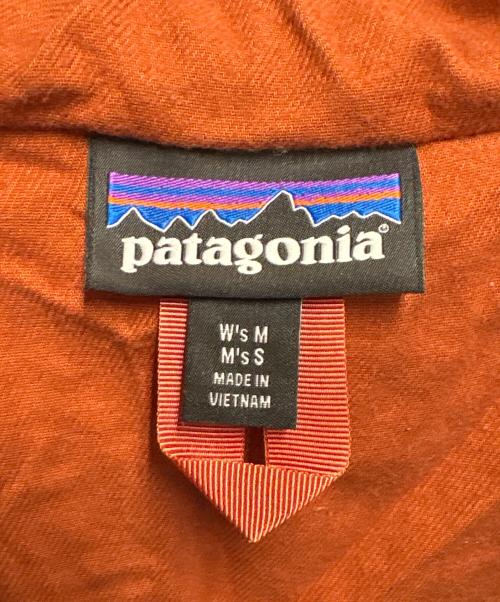 patagonia®
W's M
M's S
MADE IN
VIETNAM